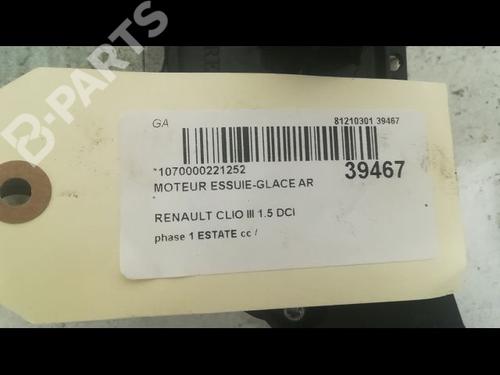 B-PARTS
GA
81210301 39467
*1070000221252
39467
MOTEUR ESSUIE-GLACE AR
RENAULT CLIO III 1.5 DCI
phase 1 ESTATE cc /